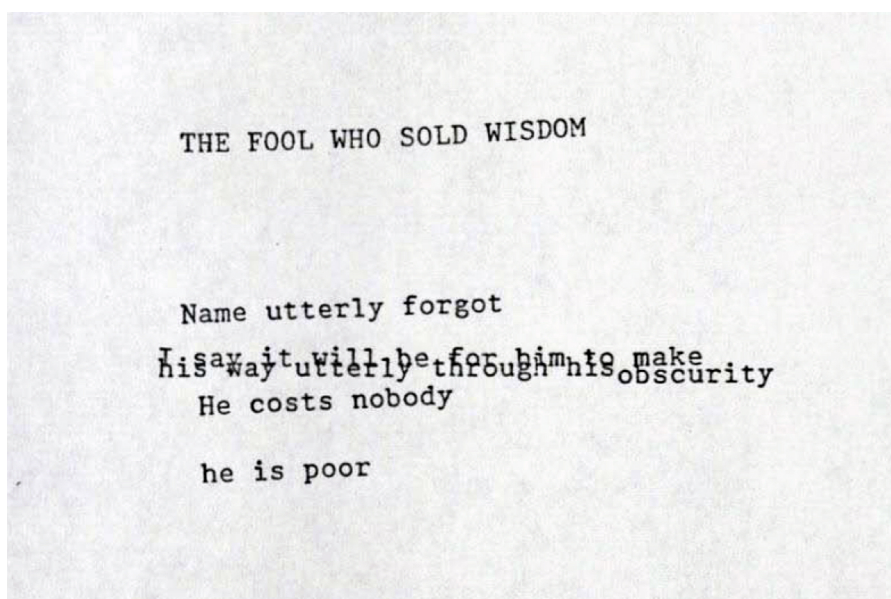 THE FOOL WHO SOLD WISDOM
Name utterly forgot
I say it will be for him to make
his way utterly through his obscurity
He costs nobody
he is poor